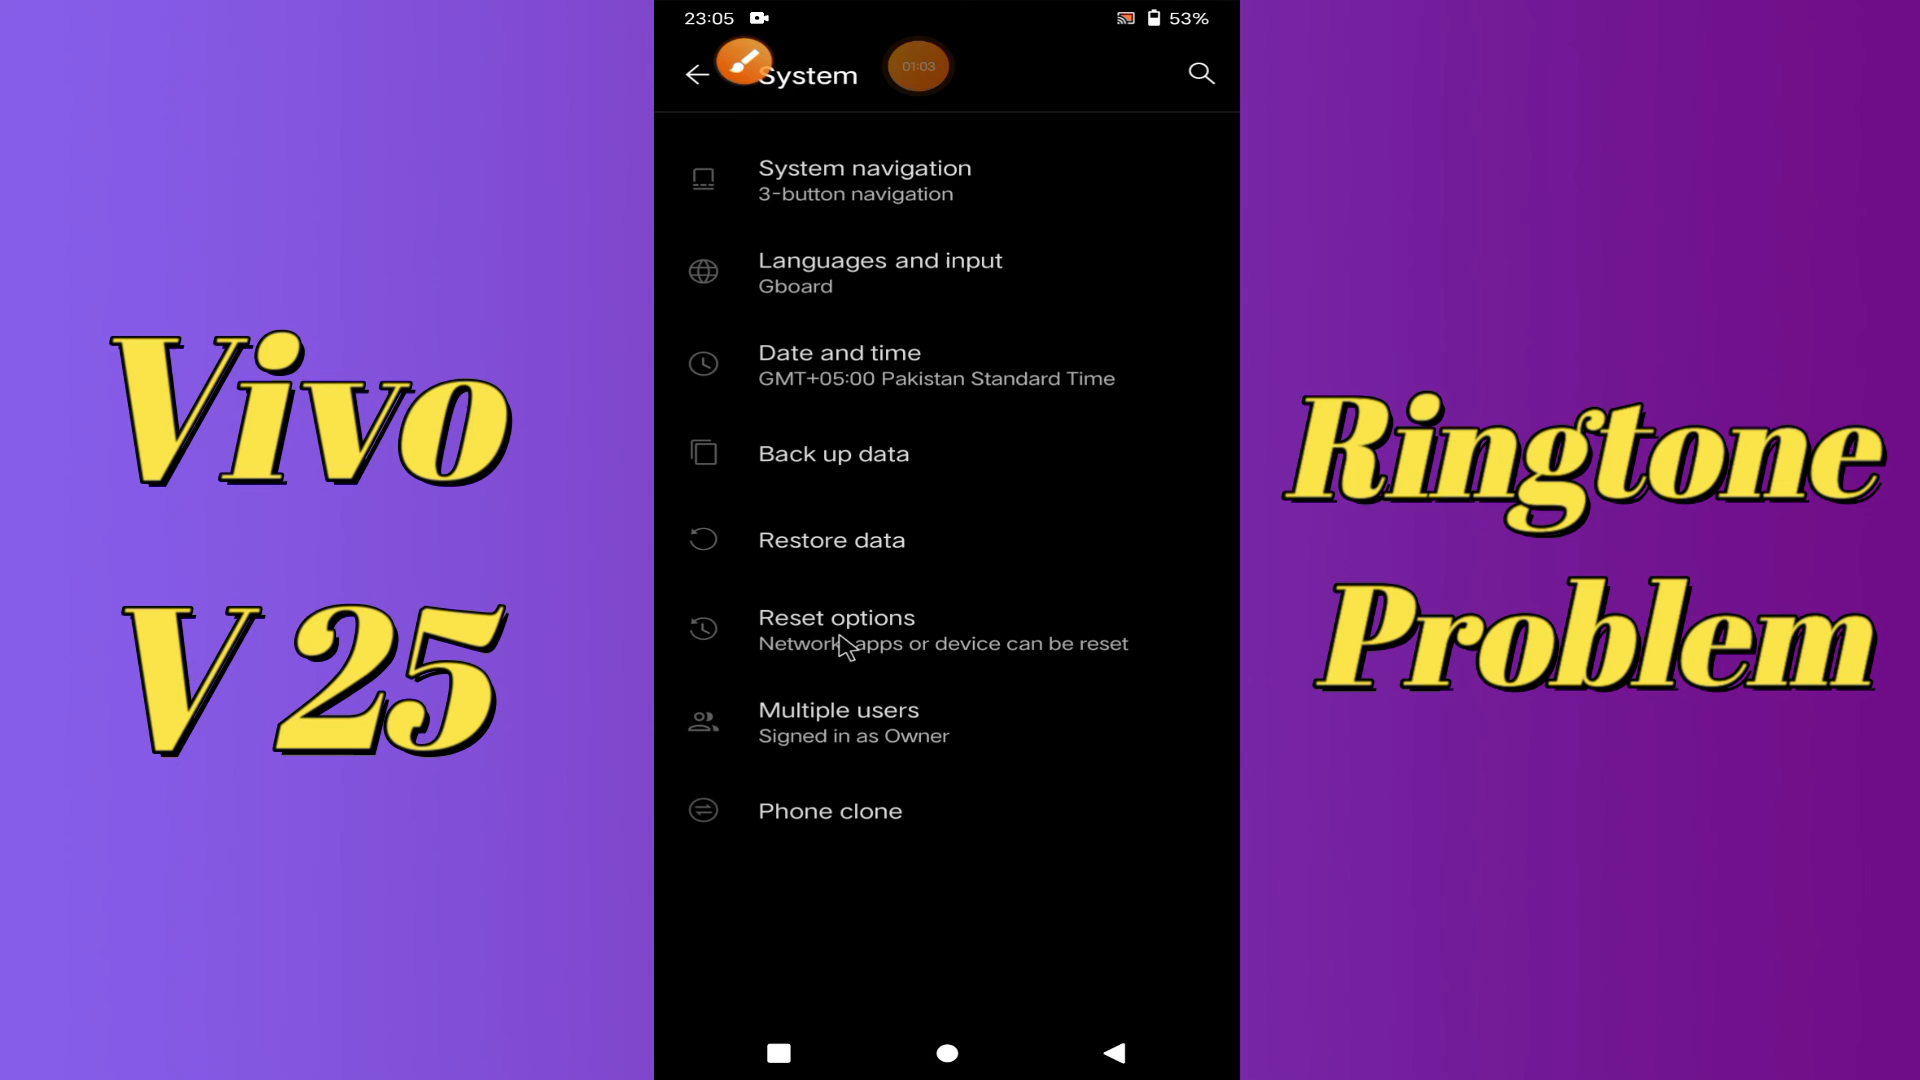 Vivo
V 25
23:05
53%
System
01:03
System navigation
3-button navigation
Languages and input
Gboard
Date and time
GMT+05:00 Pakistan Standard Time
Back up data
Restore data
Reset options
Network, apps or device can be reset
Multiple users
Signed in as Owner
Phone clone
Ringtone
Problem